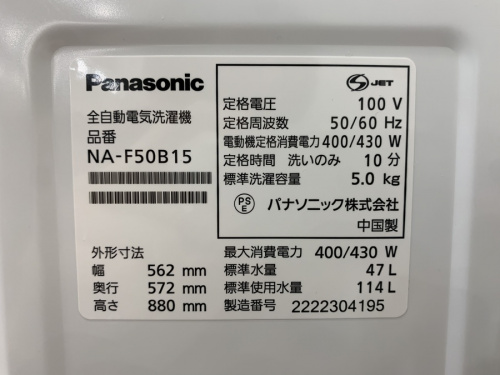 Panasonic
全自動電気洗濯機
品番
NA-F50B15
外形寸法
幅 562 mm
奥行 572 mm
高さ 880 mm
S JET
定格電圧 100 V
定格周波数 50/60 Hz
電動機定格消費電力 400/430 W
定格時間 洗いのみ 10 分
標準洗濯容量 5.0 kg
PS E パナソニック株式会社
中国製
最大消費電力 400/430 W
標準水量 47 L
標準使用水量 114 L
製造番号 2222304195